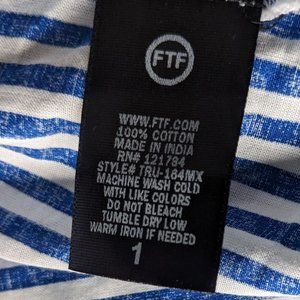 FTF
WWW.FTF.COM
100% COTTON
MADE IN INDIA
RN# 121784
STYLE# TRU-164MX
MACHINE WASH COLD
WITH LIKE COLORS
DO NOT BLEACH
TUMBLE DRY LOW
WARM IRON IF NEEDED
1